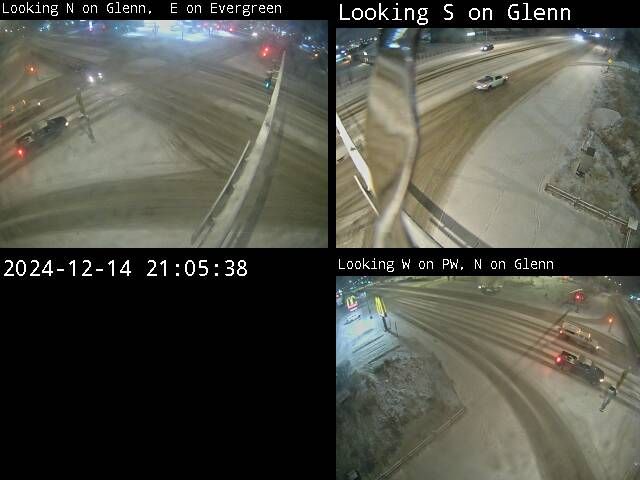 Looking N on Glenn, E on Evergreen
Looking S on Glenn
2024-12-14 21:05:38
Looking W on PW, N on Glenn